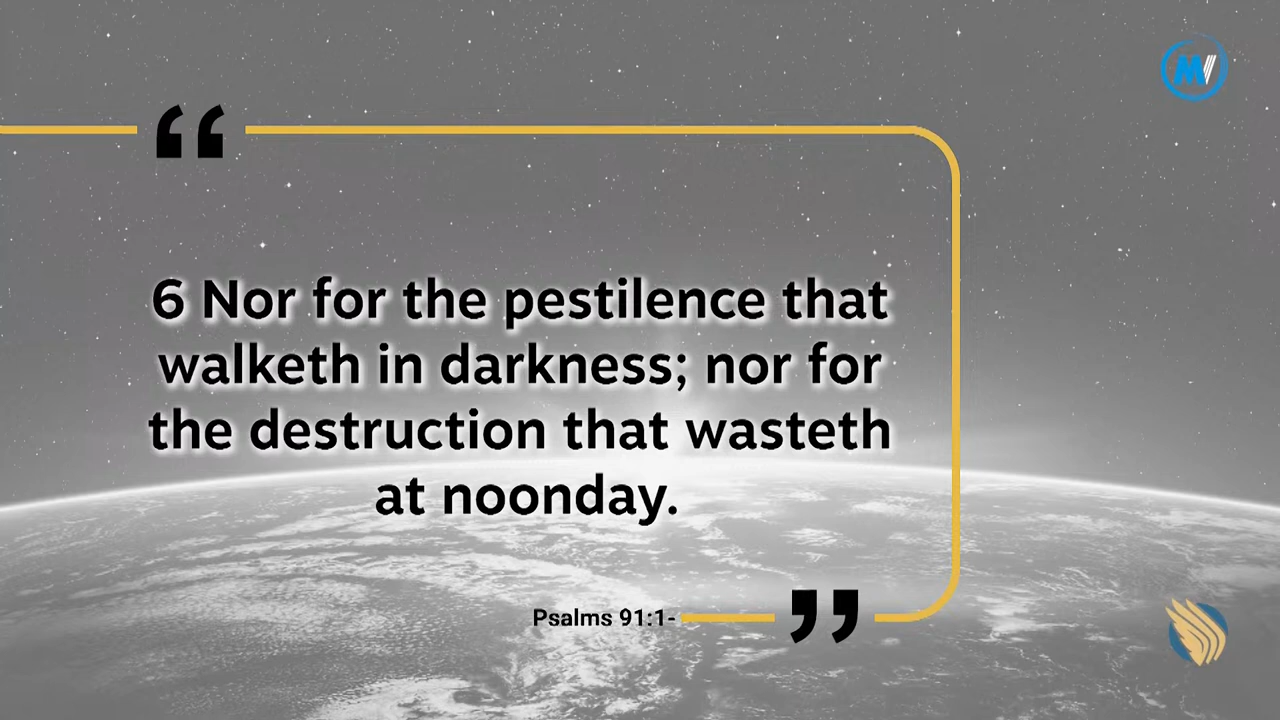 MV
“
6 Nor for the pestilence that
walketh in darkness; nor for
the destruction that wasteth
at noonday.
Psalms 91:1-
”